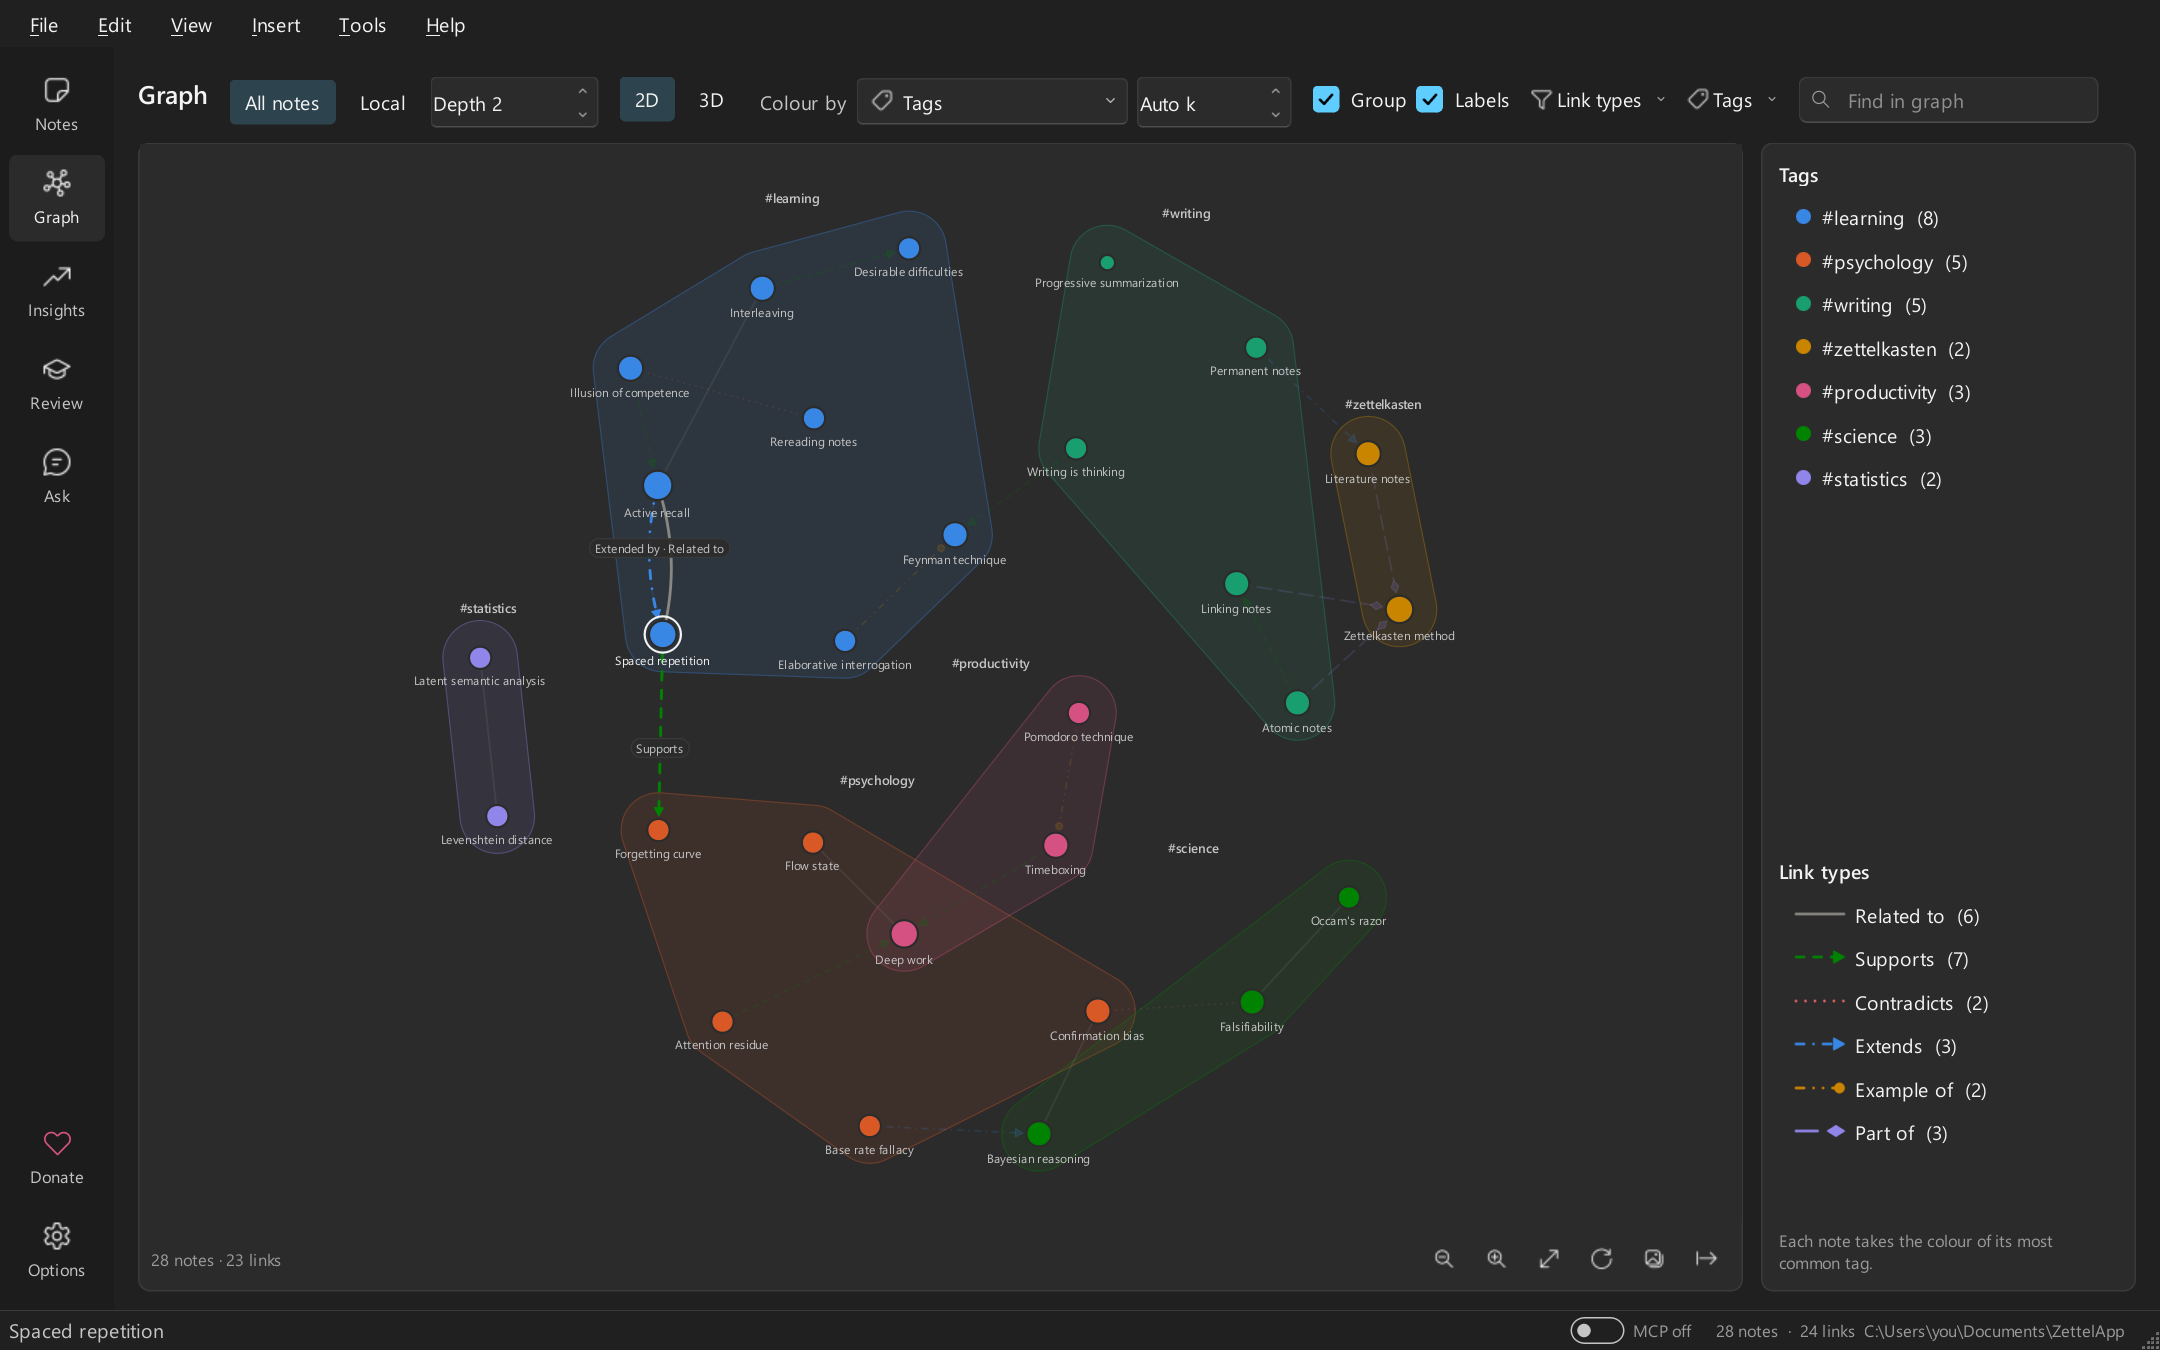 File Edit View Insert Tools Help
Notes
Graph
Insights
Review
Ask
Donate
Options
Graph All notes Local Depth 2 2D 3D Colour by Tags Auto k Group Labels Link types Tags Find in graph
#learning
#writing
Desirable difficulties
Progressive summarization
Interleaving
Permanent notes
Illusion of competence
#zettelkasten
Rereading notes
Writing is thinking
Literature notes
Active recall
Extended by · Related to
Feynman technique
#statistics
Linking notes
Zettelkasten method
Spaced repetition
Elaborative interrogation
#productivity
Latent semantic analysis
Atomic notes
Pomodoro technique
Supports
#psychology
Levenshtein distance
Forgetting curve
Flow state
Timeboxing
#science
Occam's razor
Deep work
Attention residue
Confirmation bias
Falsifiability
Base rate fallacy
Bayesian reasoning
28 notes · 23 links
Tags
#learning (8)
#psychology (5)
#writing (5)
#zettelkasten (2)
#productivity (3)
#science (3)
#statistics (2)
Link types
Related to (6)
Supports (7)
Contradicts (2)
Extends (3)
Example of (2)
Part of (3)
Each note takes the colour of its most
common tag.
Spaced repetition
MCP off 28 notes · 24 links C:\Users\you\Documents\ZettelApp